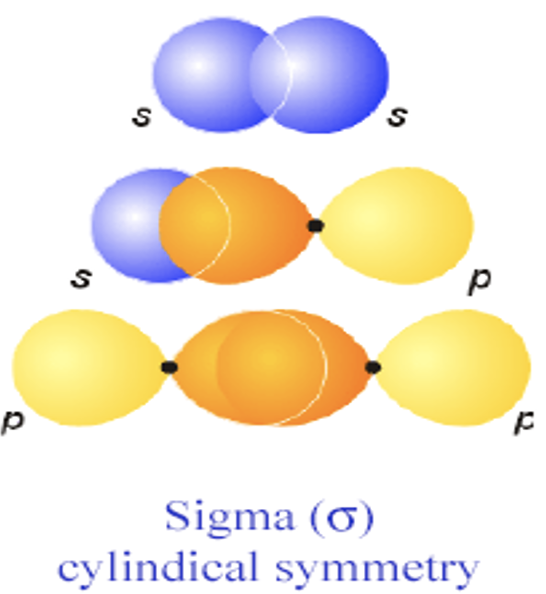 s s
s p
p p
Sigma (σ)
cylindical symmetry